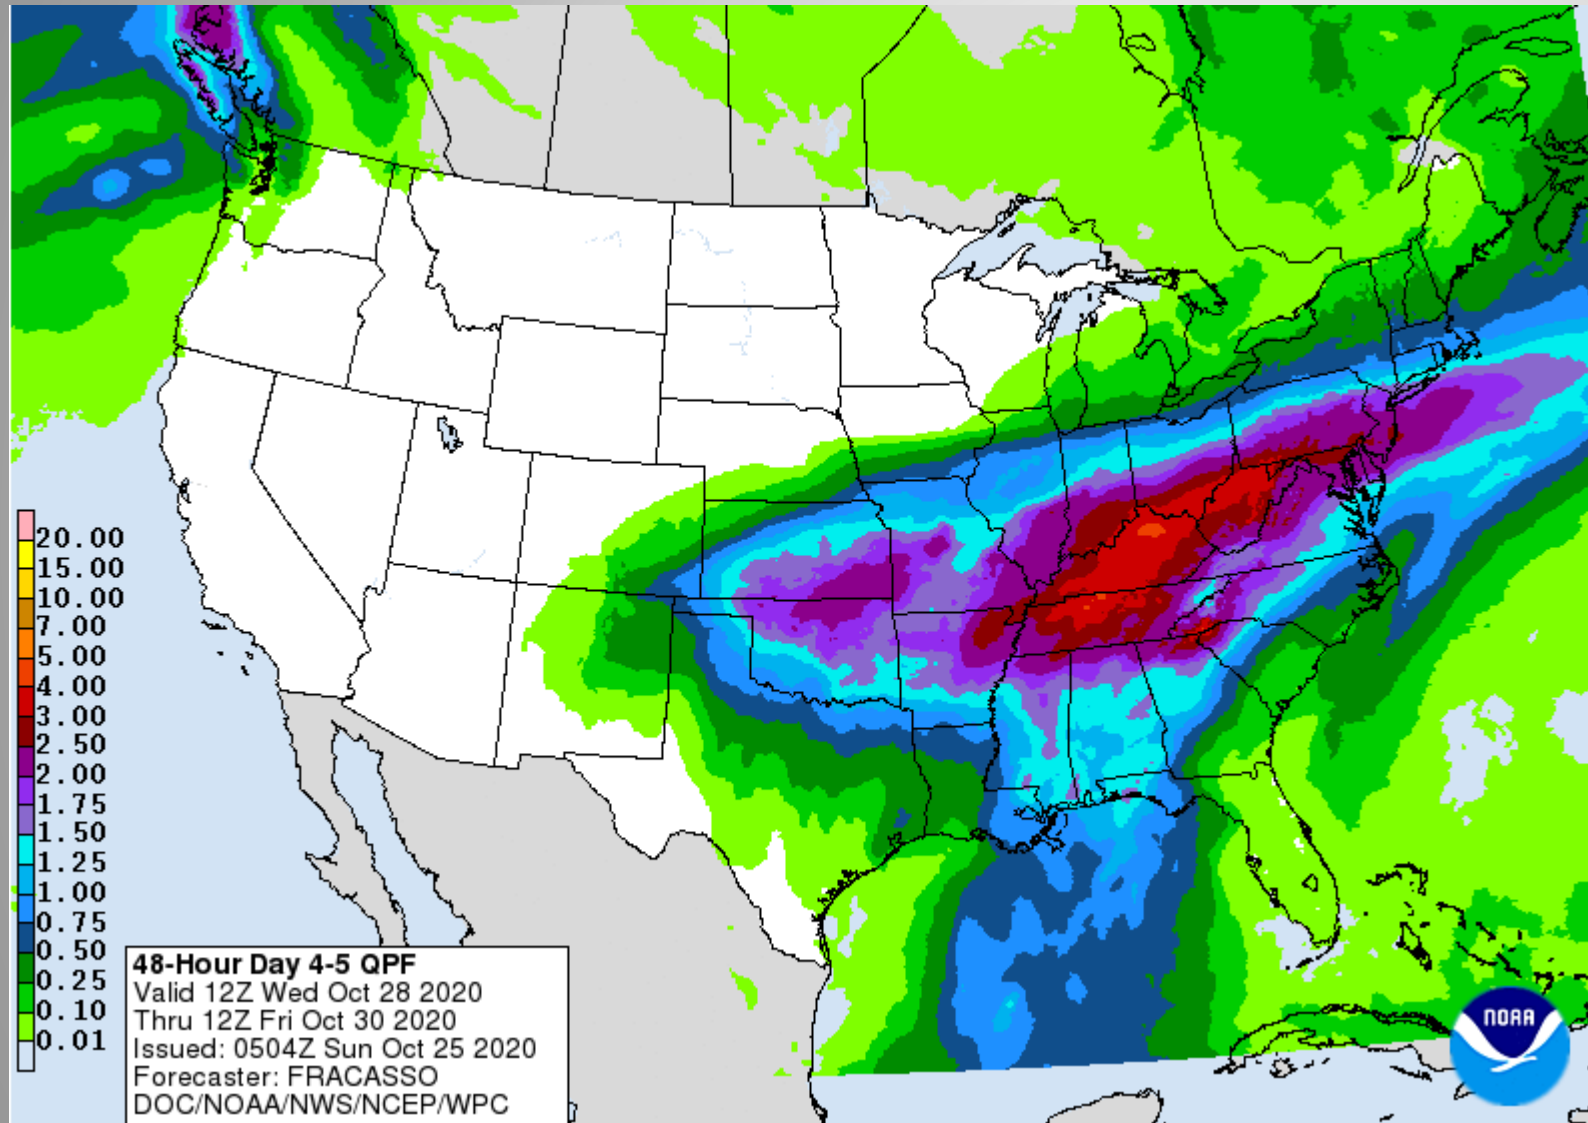 20.00
15.00
10.00
7.00
5.00
4.00
3.00
2.50
2.00
1.75
1.50
1.25
1.00
0.75
0.50
0.25
0.10
0.01
48-Hour Day 4-5 QPF
Valid 12Z Wed Oct 28 2020
Thru 12Z Fri Oct 30 2020
Issued: 0504Z Sun Oct 25 2020
Forecaster: FRACASSO
DOC/NOAA/NWS/NCEP/WPC
NOAA